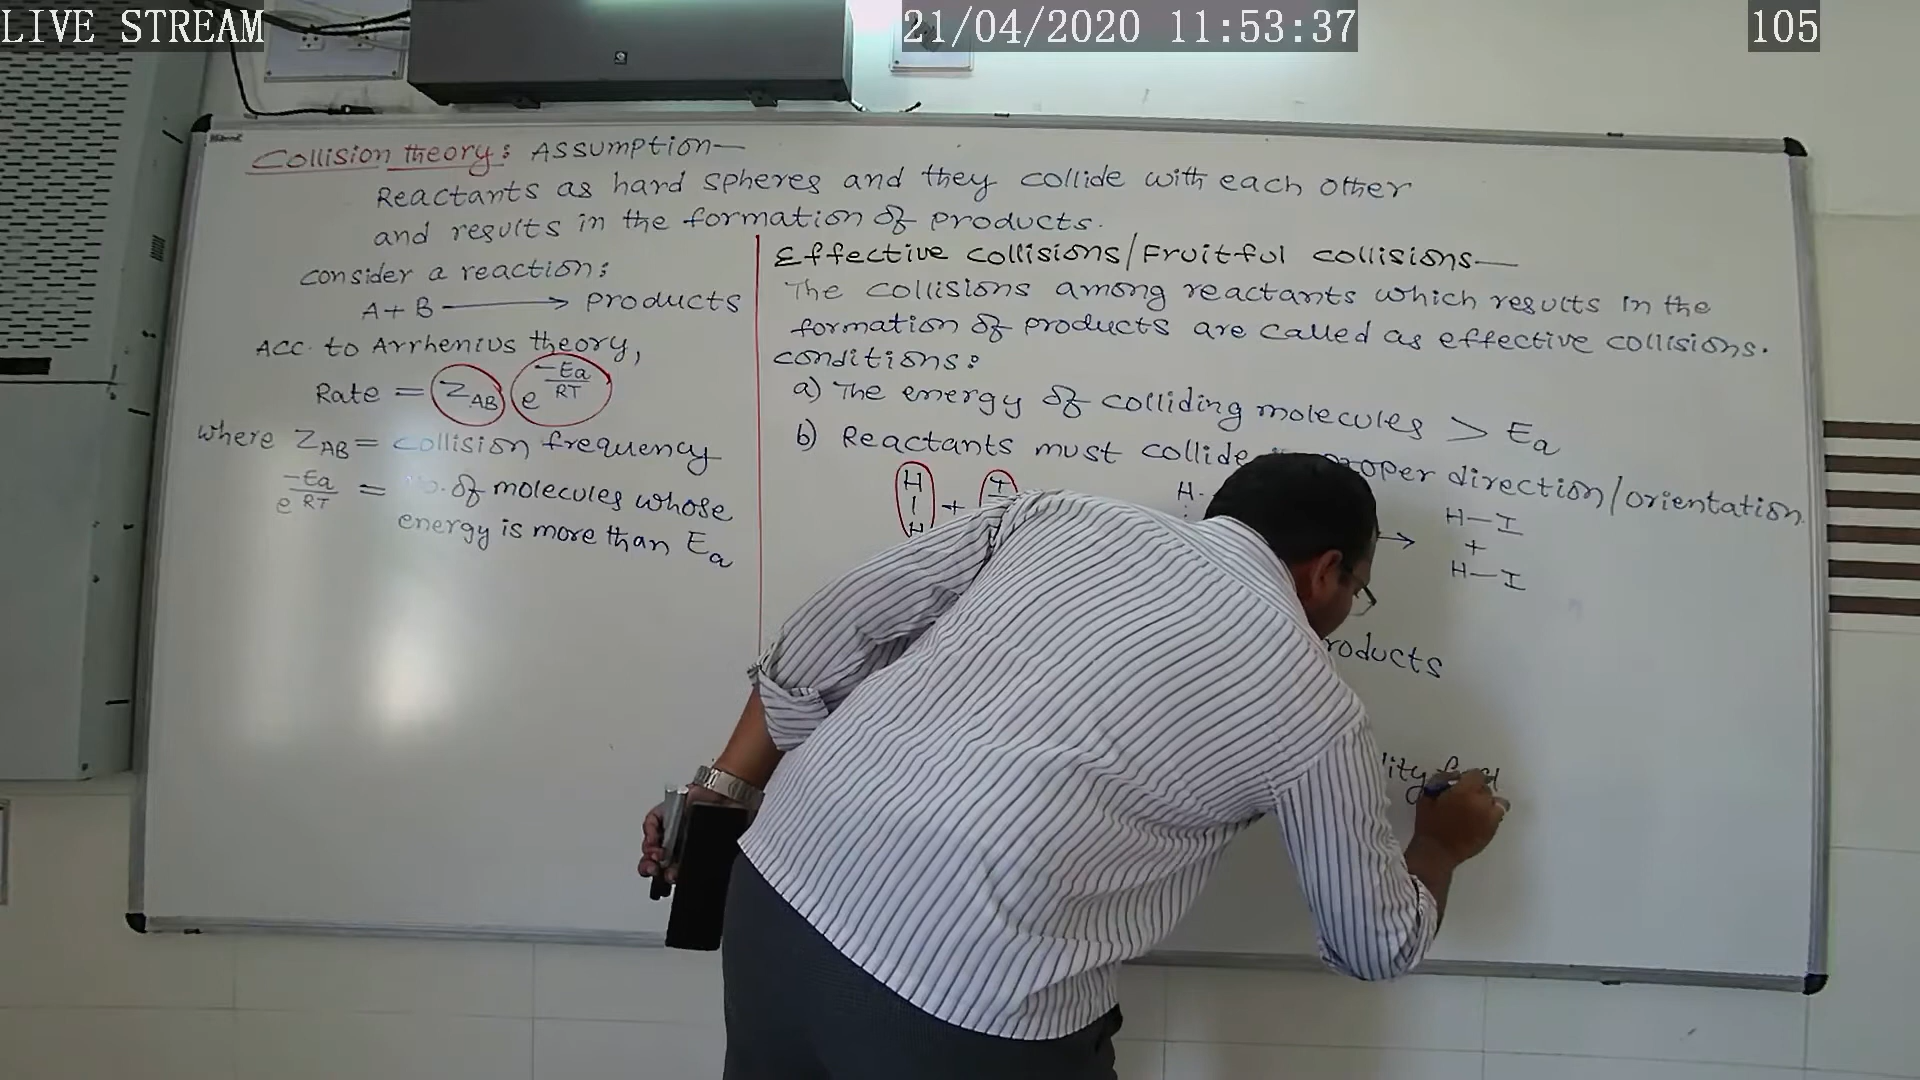 LIVE STREAM
21/04/2020 11:53:37
105
Collision theory: Assumption—
Reactants as hard spheres and they collide with each other
and results in the formation of products.
consider a reaction:
A+B ⟶ products
Acc. to Arrhenius theory,
Rate = Z_AB e^(-Ea/RT)
where Z_AB = collision frequency
e^(-Ea/RT) = No. of molecules whose
energy is more than Ea
Effective collisions/Fruitful collisions—
The collisions among reactants which results in the
formation of products are called as effective collisions.
conditions:
a) The energy of colliding molecules > Ea
b) Reactants must collide proper direction/orientation.
H
|
H
+
I
H
→
H—I
+
H—I
roducts
lity